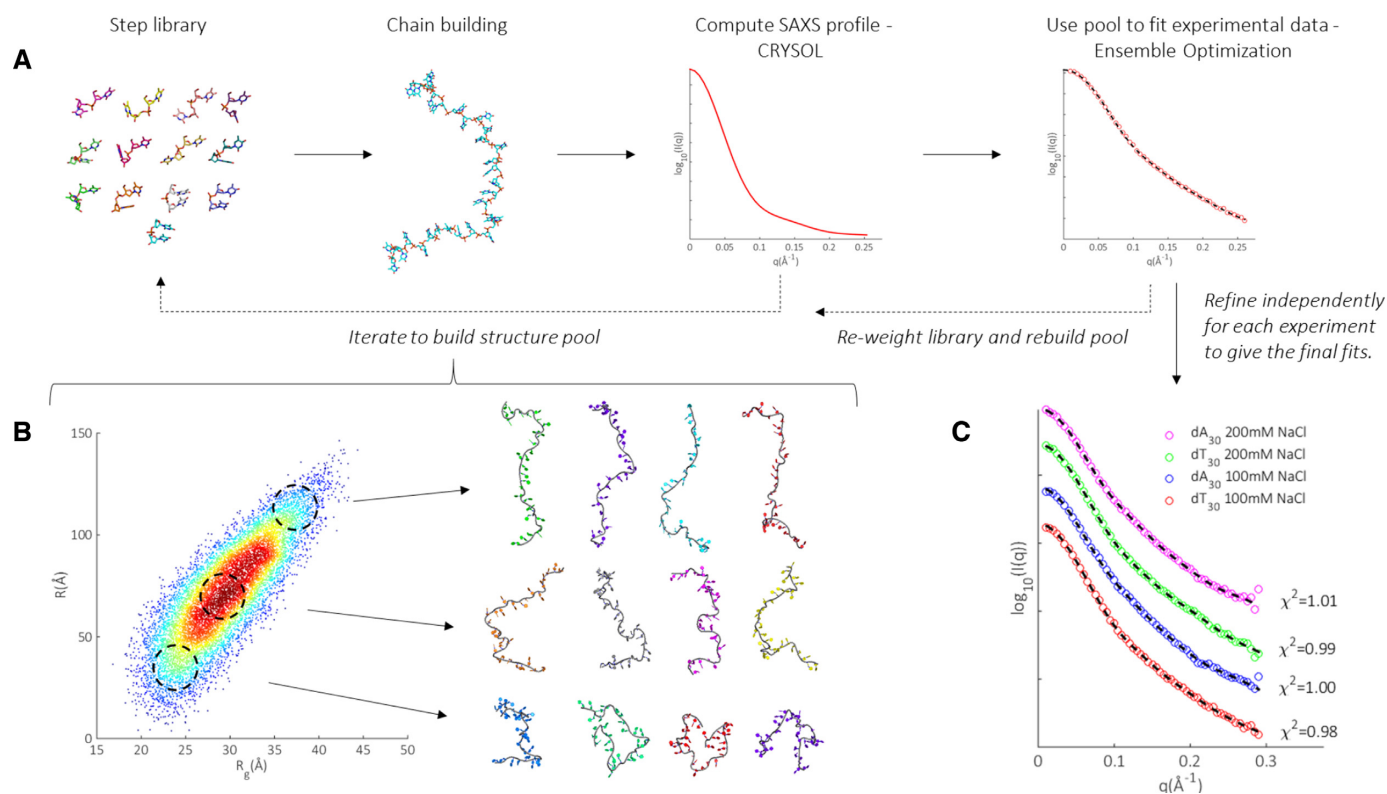 A
Step library
Chain building
Compute SAXS profile -
CRYSOL
Use pool to fit experimental data -
Ensemble Optimization
log10(I(q))
0 0.05 0.1 0.15 0.2 0.25
q(Å-1)
log10(I(q))
0 0.05 0.1 0.15 0.2 0.25
q(Å-1)
Iterate to build structure pool
Re-weight library and rebuild pool
Refine independently
for each experiment
to give the final fits.
B
150
100
50
0
R(Å)
15 20 25 30 35 40 45 50
Rg(Å)
C
dA30 200mM NaCl
dT30 200mM NaCl
dA30 100mM NaCl
dT30 100mM NaCl
log10(I(q))
χ2=1.01
χ2=0.99
χ2=1.00
χ2=0.98
0 0.1 0.2 0.3
q(Å-1)